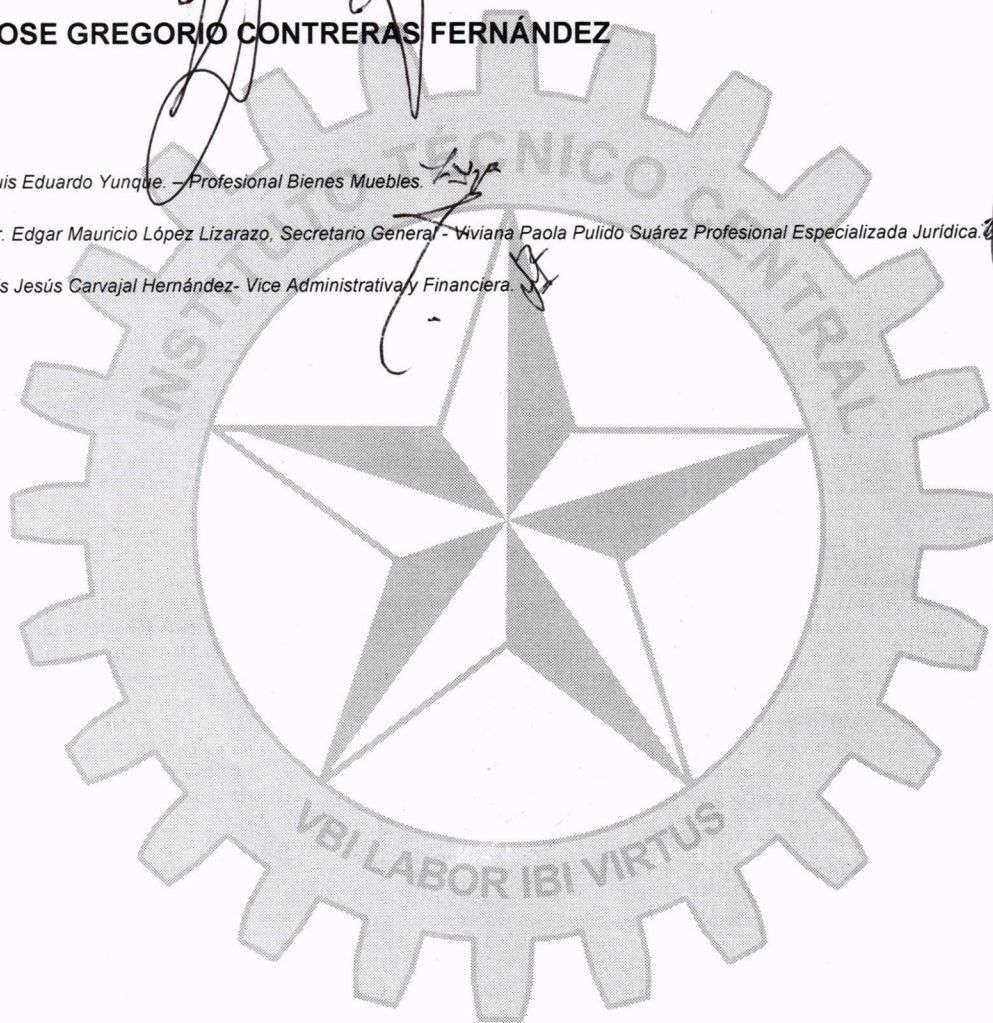 OSE GREGORIO CONTRERAS FERNÁNDEZ
uis Eduardo Yunque. – Profesional Bienes Muebles.
r. Edgar Mauricio López Lizarazo, Secretario General - Viviana Paola Pulido Suárez Profesional Especializada Jurídica.
s Jesús Carvajal Hernández- Vice Administrativa y Financiera.
INSTITUTO TÉCNICO CENTRAL
VBI LABOR IBI VIRTUS